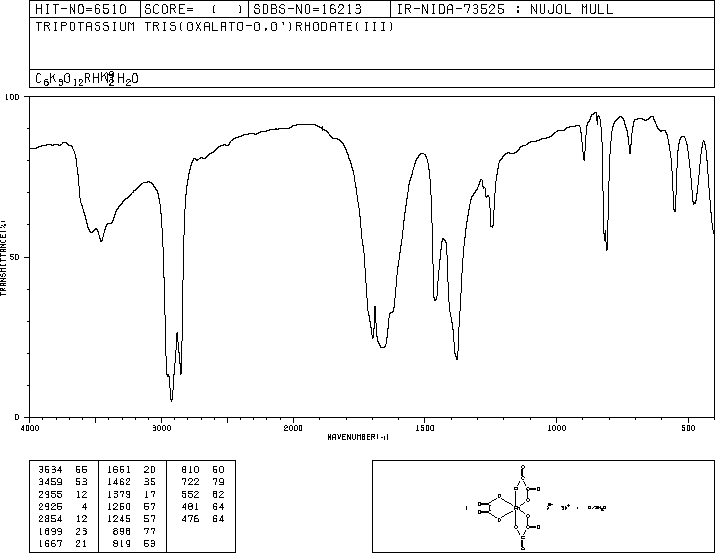 HIT-NO=6510 SCORE= ( ) SDBS-NO=16213 IR-NIDA-73525 : NUJOL MULL
TRIPOTASSIUM TRIS(OXALATO-O,O')RHODATE(III)
100
50
0
TRANSMITTANCE(%)
4000 3000 2000 1500 1000 500
WAVENUMBER(-1)
3634 66 1661 20 810 60
3459 53 1462 35 722 79
2955 12 1379 17 552 62
2925 4 1260 67 481 64
2854 12 1245 57 476 64
1699 23 898 77
1667 21 819 53